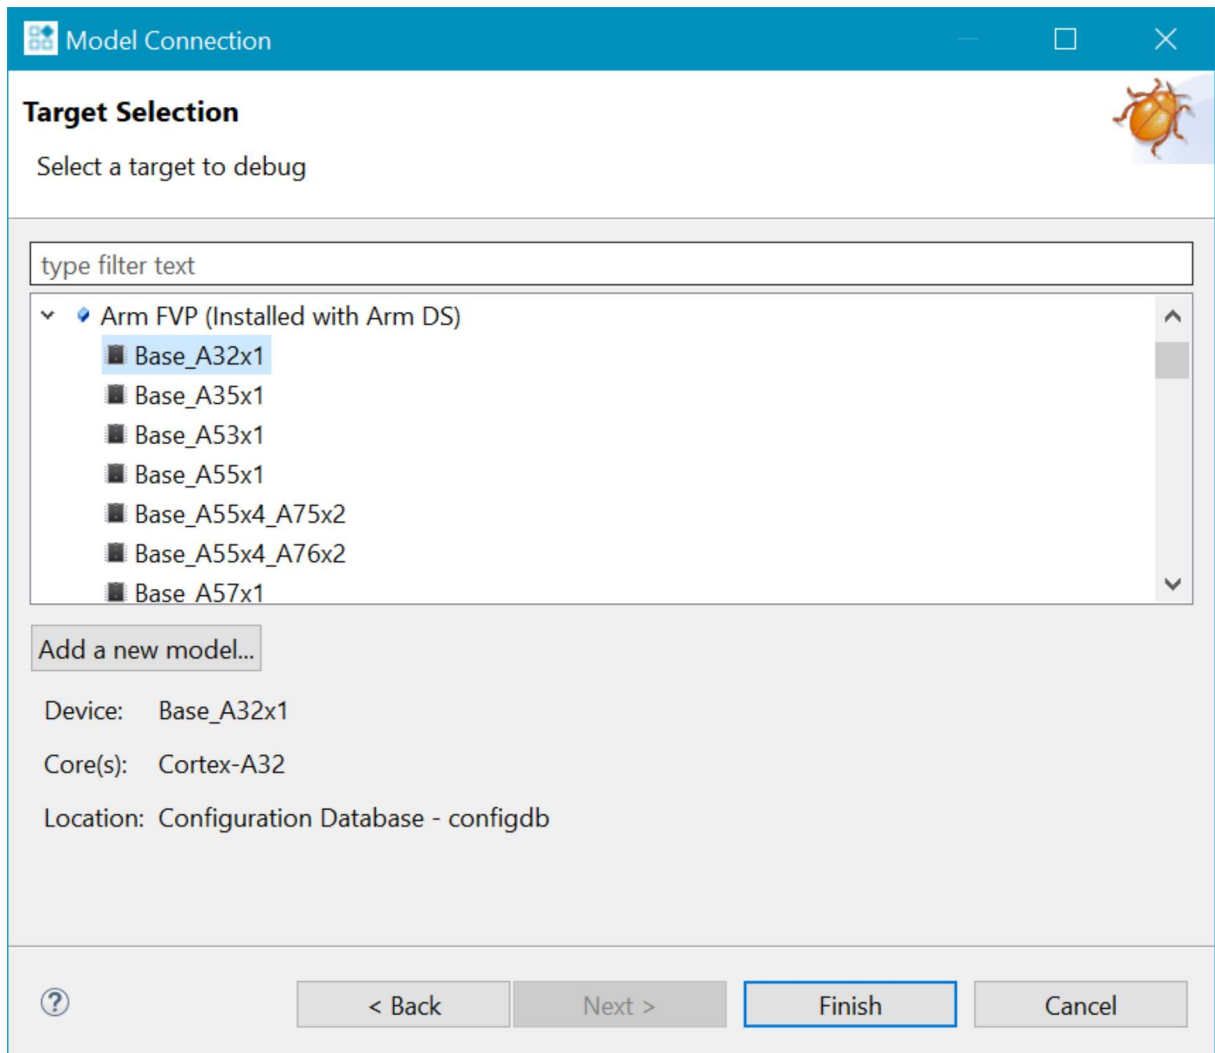 Model Connection
Target Selection
Select a target to debug
type filter text
Arm FVP (Installed with Arm DS)
Base_A32x1
Base_A35x1
Base_A53x1
Base_A55x1
Base_A55x4_A75x2
Base_A55x4_A76x2
Base_A57x1
Add a new model...
Device: Base_A32x1
Core(s): Cortex-A32
Location: Configuration Database - configdb
? < Back Next > Finish Cancel